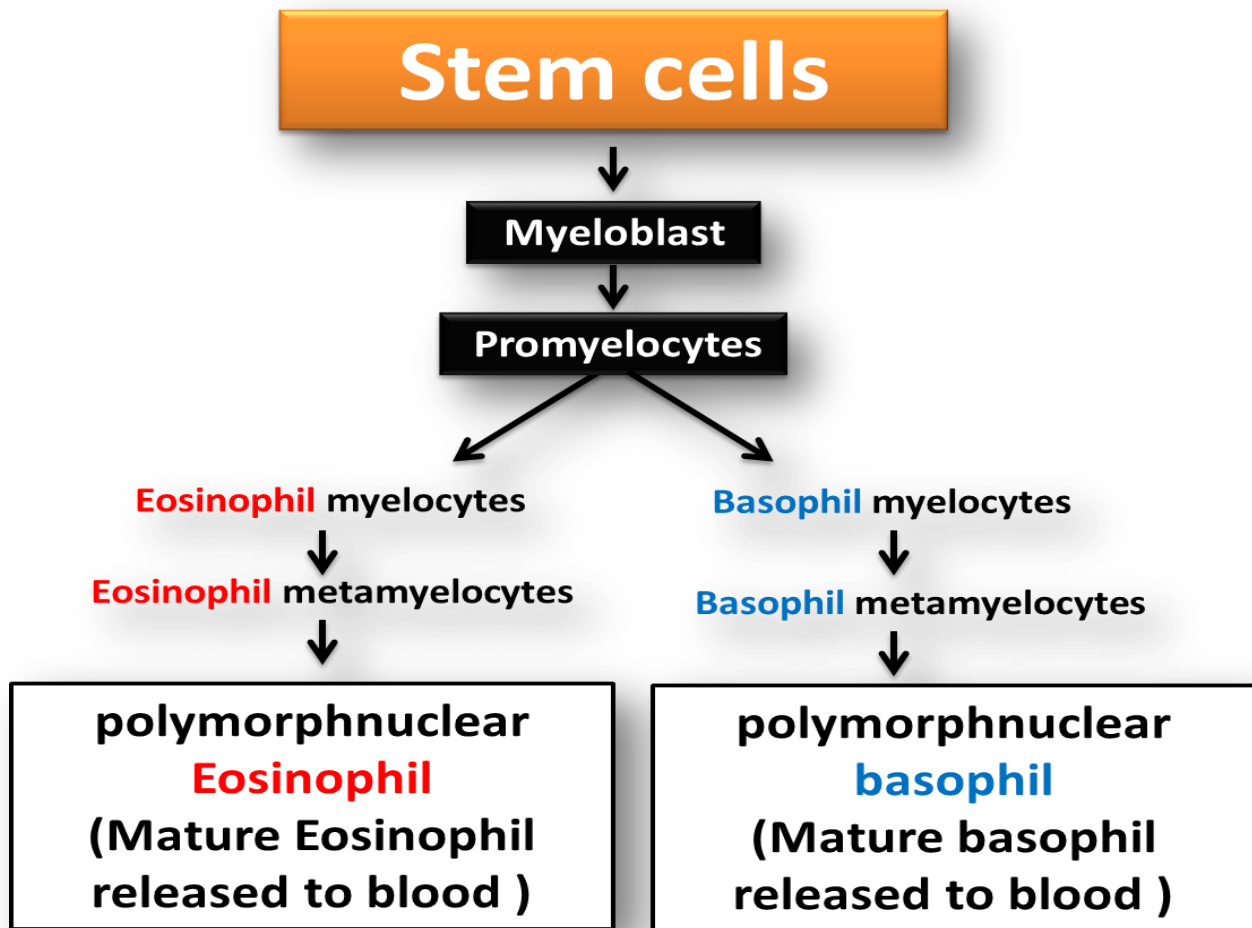 Stem cells
Myeloblast
Promyelocytes
Eosinophil myelocytes
Eosinophil metamyelocytes
polymorphnuclear
Eosinophil
(Mature Eosinophil
released to blood )
Basophil myelocytes
Basophil metamyelocytes
polymorphnuclear
basophil
(Mature basophil
released to blood )